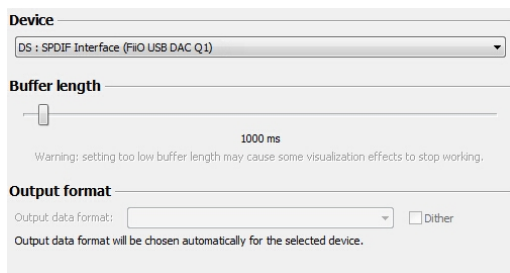 Device
DS : SPDIF Interface (FiiO USB DAC Q1)
Buffer length
1000 ms
Warning: setting too low buffer length may cause some visualization effects to stop working.
Output format
Output data format:
Dither
Output data format will be chosen automatically for the selected device.